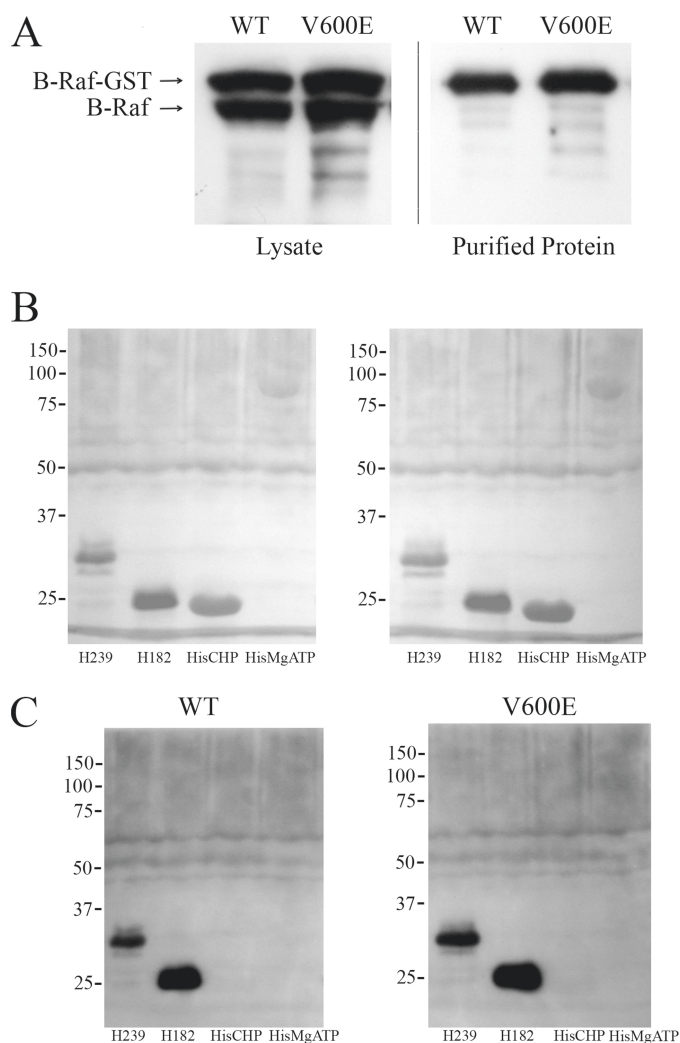 A
WT V600E WT V600E
B-Raf-GST →
B-Raf →
Lysate Purified Protein
B
150-
100-
75-
50-
37-
25-
H239 H182 HisCHP HisMgATP
150-
100-
75-
50-
37-
25-
H239 H182 HisCHP HisMgATP
C
WT V600E
150-
100-
75-
50-
37-
25-
H239 H182 HisCHP HisMgATP
150-
100-
75-
50-
37-
25-
H239 H182 HisCHP HisMgATP